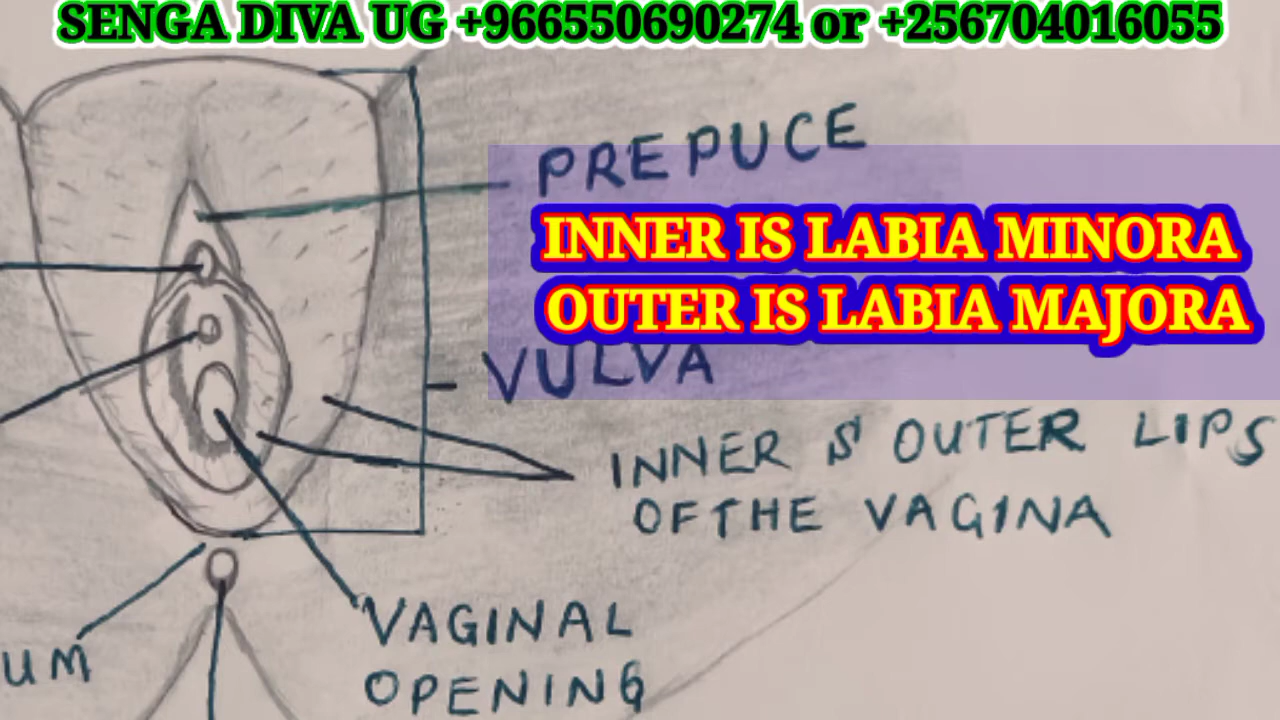 SENGA DIVA UG +966550690274 or +256704016055
PREPUCE
INNER IS LABIA MINORA
OUTER IS LABIA MAJORA
VULVA
INNER & OUTER LIPS
OF THE VAGINA
VAGINAL
OPENING
UM